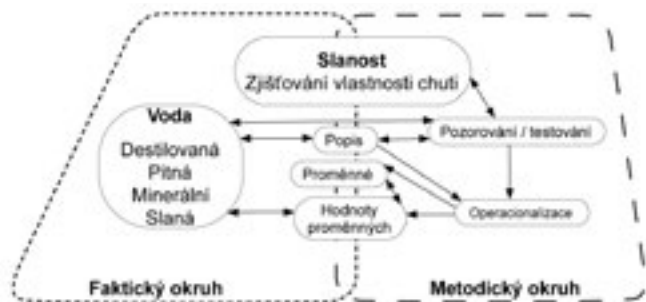 Slanost
Zjišťování vlastnosti chuti
Voda
Destilovaná
Pitná
Minerální
Slaná
Popis
Pozorování / testování
Proměnné
Hodnoty
proměnných
Operacionalizace
Faktický okruh
Metodický okruh